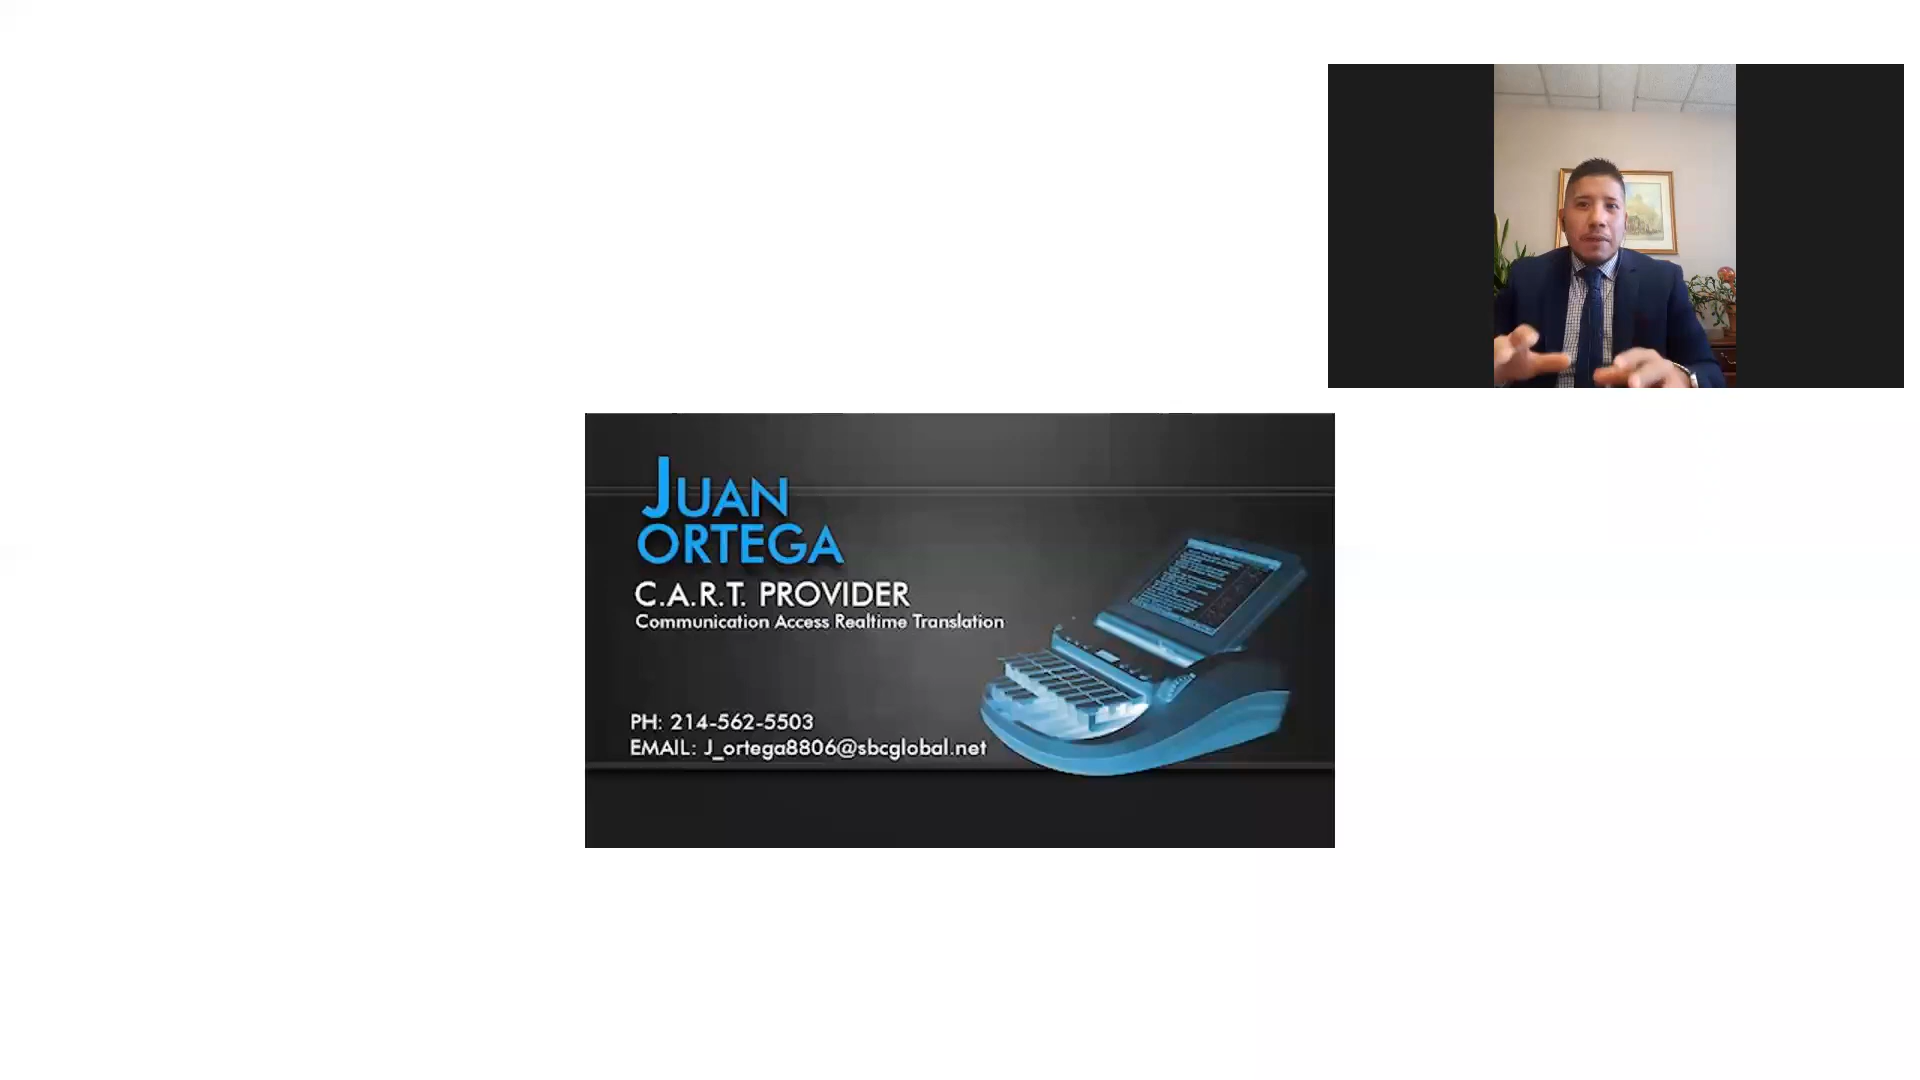 JUAN
ORTEGA
C.A.R.T. PROVIDER
Communication Access Realtime Translation
PH: 214-562-5503
EMAIL: J_ortega8806@sbcglobal.net